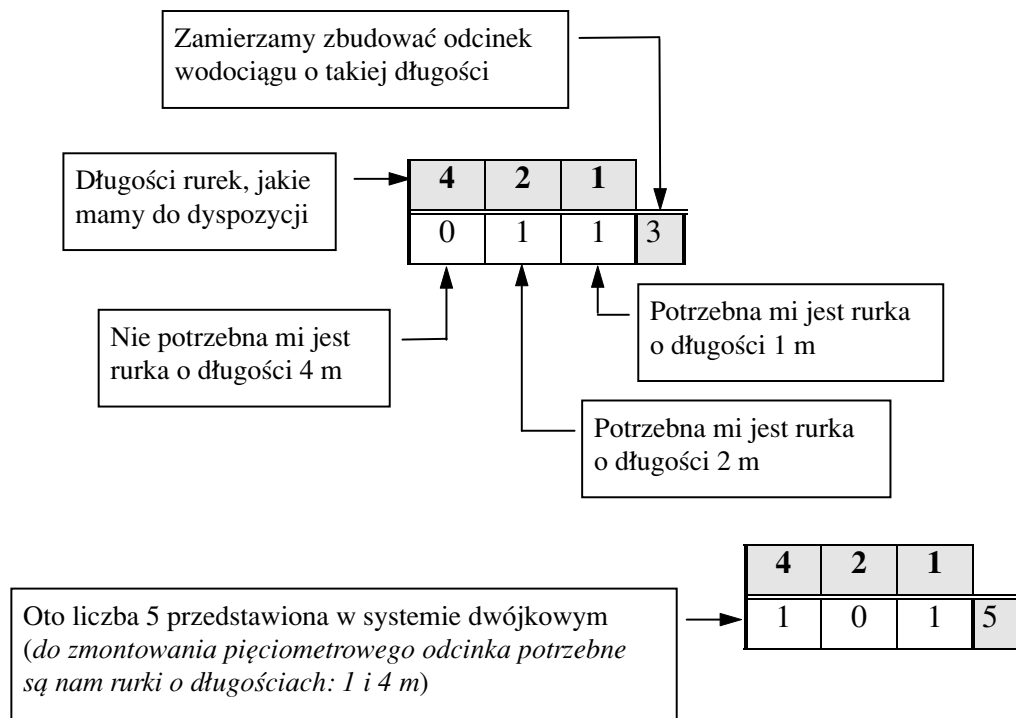 Zamierzamy zbudować odcinek
wodociągu o takiej długości
Długości rurek, jakie
mamy do dyspozycji
4 2 1
0 1 1 3
Nie potrzebna mi jest
rurka o długości 4 m
Potrzebna mi jest rurka
o długości 1 m
Potrzebna mi jest rurka
o długości 2 m
4 2 1
1 0 1 5
Oto liczba 5 przedstawiona w systemie dwójkowym
(do zmontowania pięciometrowego odcinka potrzebne
są nam rurki o długościach: 1 i 4 m)